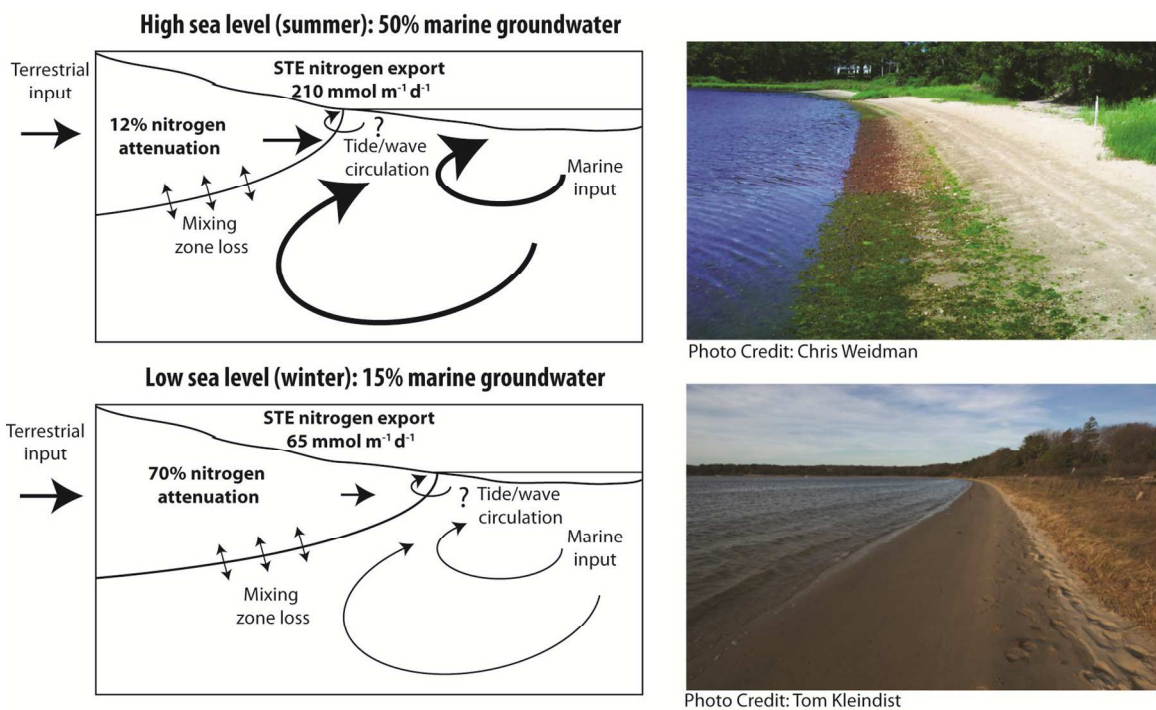 High sea level (summer): 50% marine groundwater
Terrestrial
input
STE nitrogen export
210 mmol m⁻¹ d⁻¹
12% nitrogen
attenuation
?
Tide/wave
circulation
Marine
input
Mixing
zone loss
Photo Credit: Chris Weidman
Low sea level (winter): 15% marine groundwater
Terrestrial
input
STE nitrogen export
65 mmol m⁻¹ d⁻¹
70% nitrogen
attenuation
?
Tide/wave
circulation
Marine
input
Mixing
zone loss
Photo Credit: Tom Kleindist